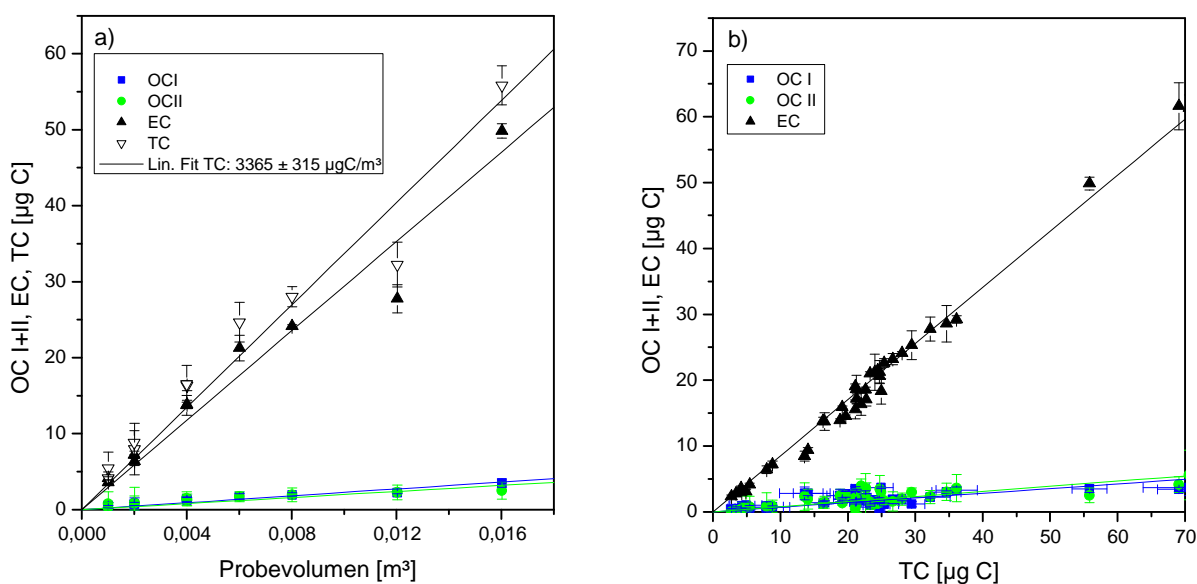 a)
OCI
OCII
EC
TC
Lin. Fit TC: 3365 ± 315 µgC/m³
OC I+II, EC, TC [µg C]
60
50
40
30
20
10
0
0,000 0,004 0,008 0,012 0,016
Probevolumen [m³]
b)
OC I
OC II
EC
OC I+II, EC [µg C]
70
60
50
40
30
20
10
0
0 10 20 30 40 50 60 70
TC [µg C]